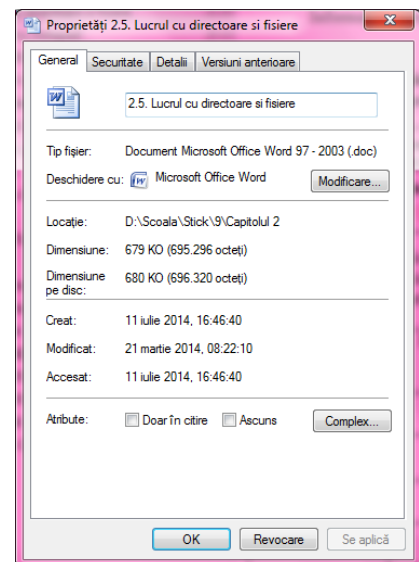 Proprietăți 2.5. Lucrul cu directoare si fisiere
General Securitate Detalii Versiuni anterioare
2.5. Lucrul cu directoare si fisiere
Tip fișier: Document Microsoft Office Word 97 - 2003 (.doc)
Deschidere cu: Microsoft Office Word Modificare...
Locație: D:\Scoala\Stick\9\Capitolul 2
Dimensiune: 679 KO (695.296 octeți)
Dimensiune pe disc: 680 KO (696.320 octeți)
Creat: 11 iulie 2014, 16:46:40
Modificat: 21 martie 2014, 08:22:10
Accesat: 11 iulie 2014, 16:46:40
Atribute: Doar în citire Ascuns Complex...
OK Revocare Se aplică